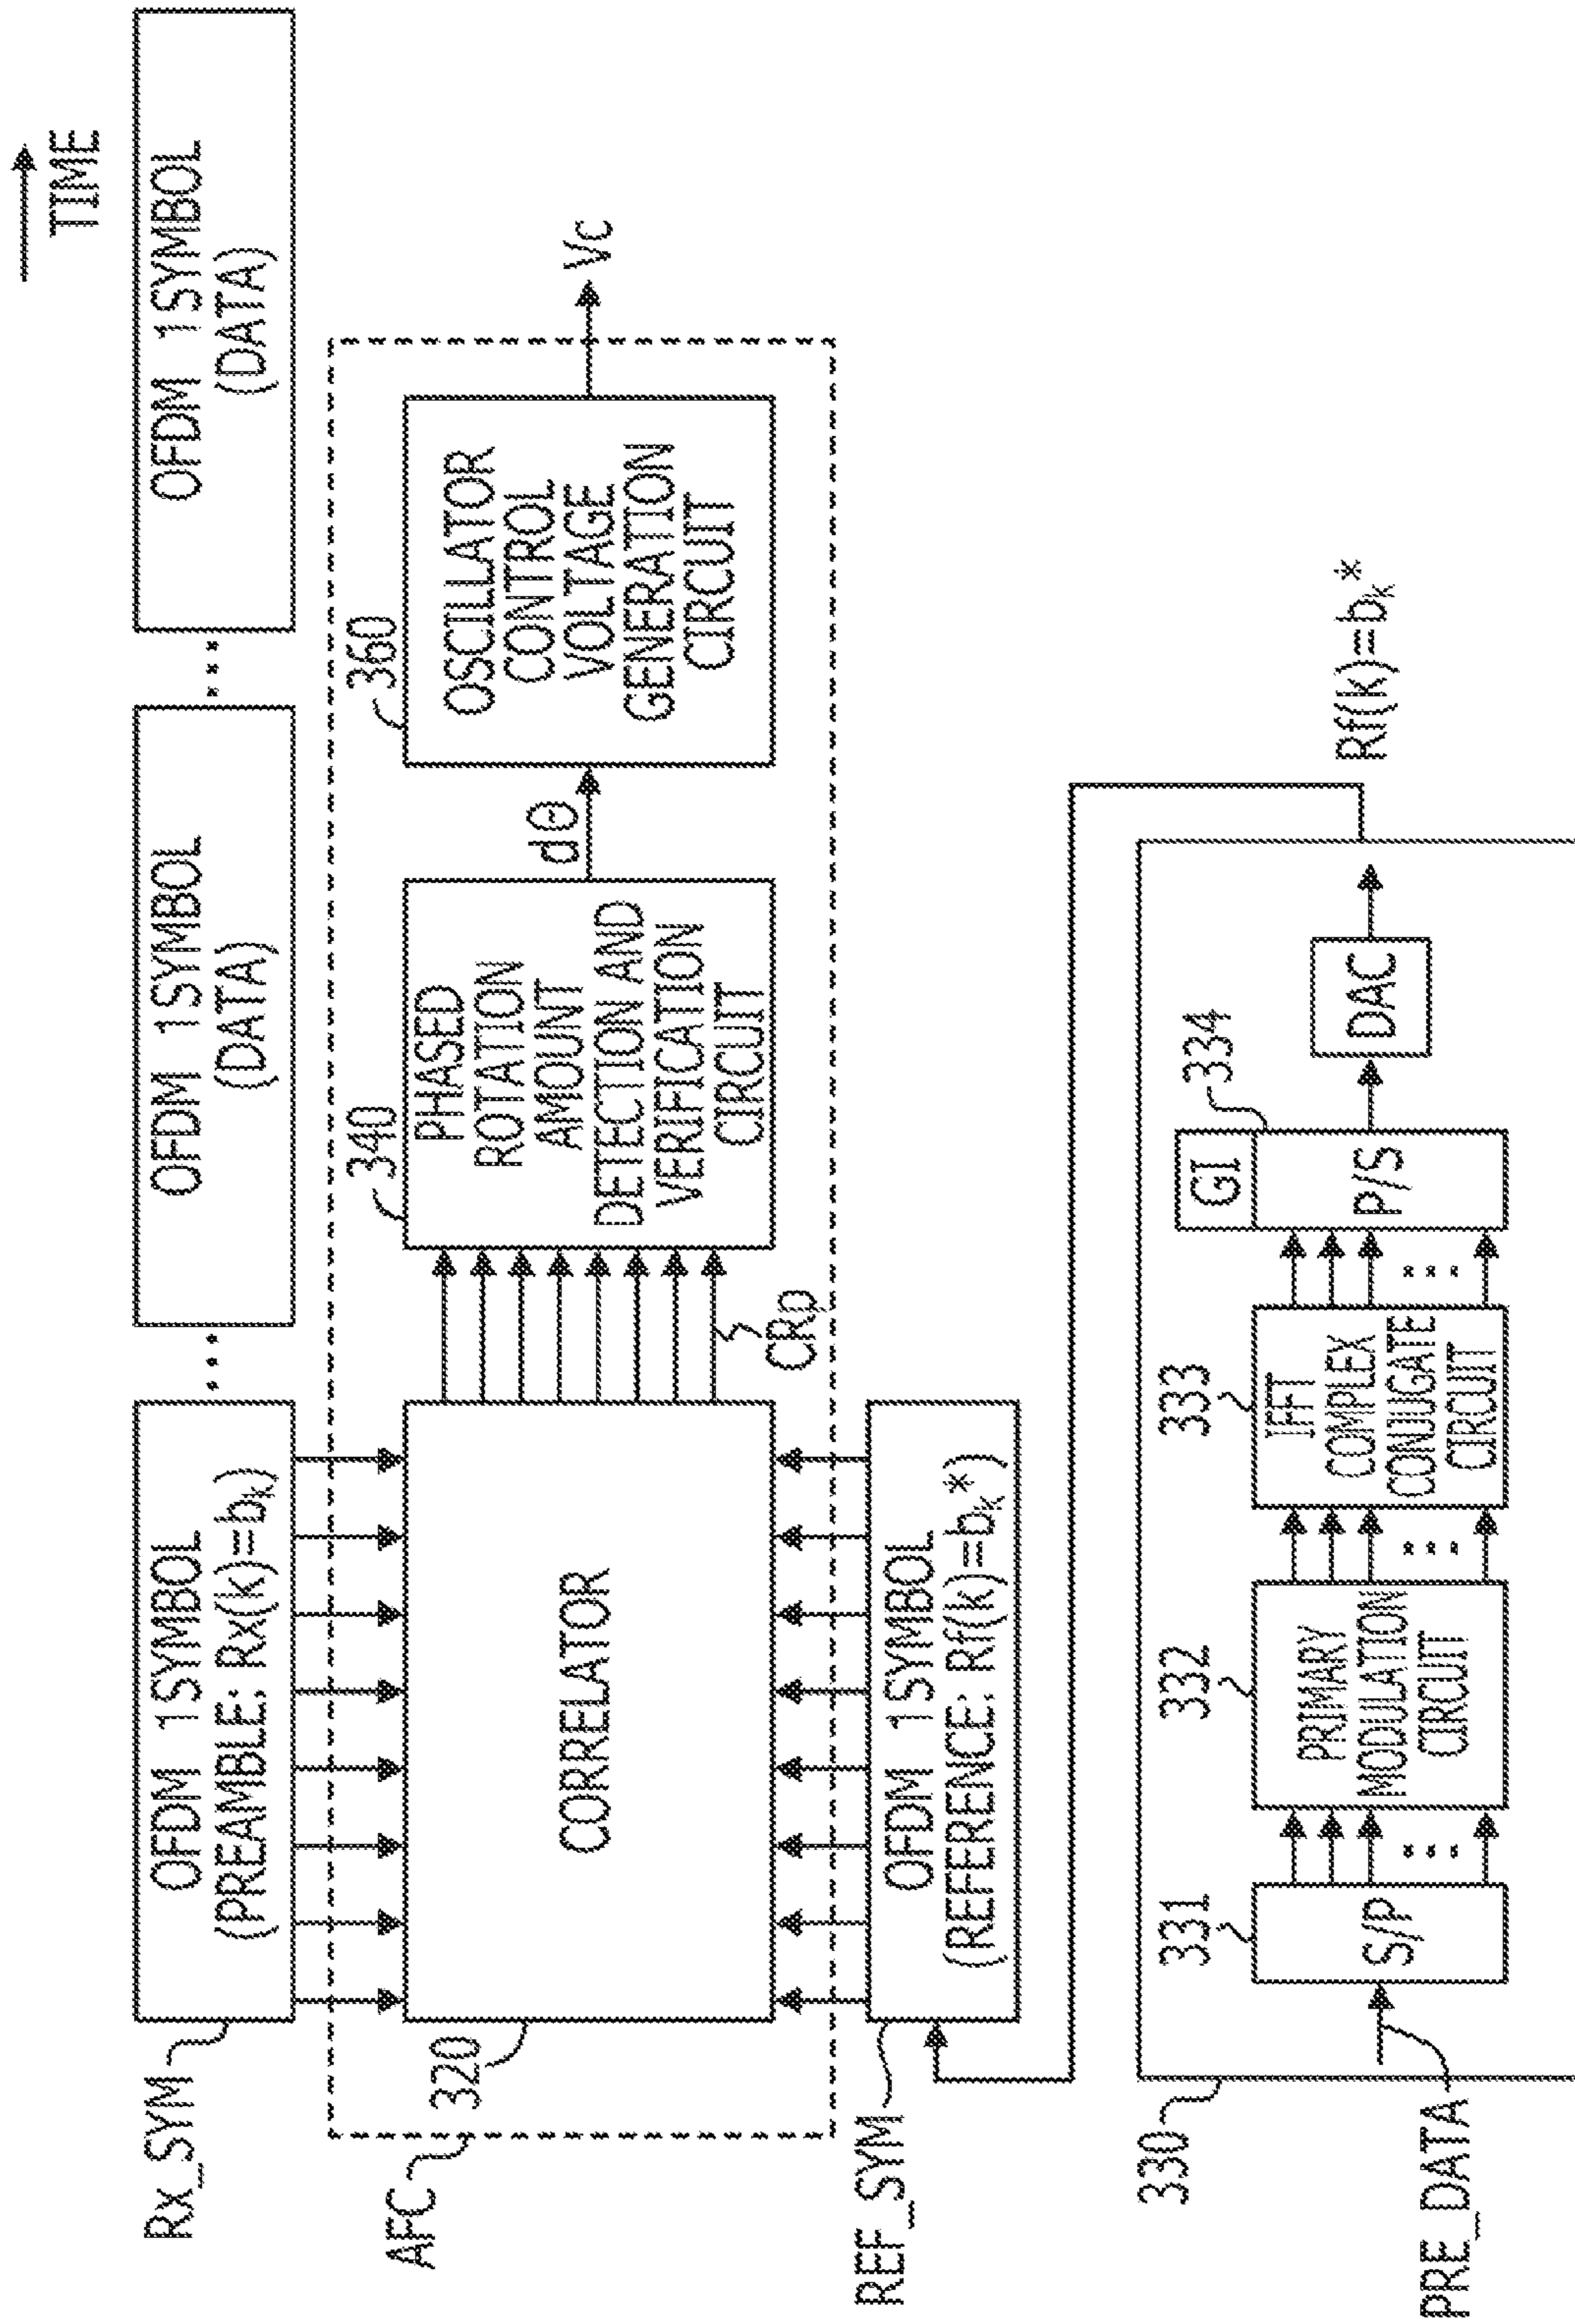 TIME
Rx_SYM
OFDM 1SYMBOL
(PREAMBLE: Rx(k)=bk)
...
OFDM 1SYMBOL
(DATA)
...
OFDM 1SYMBOL
(DATA)
AFC
320
CORRELATOR
CRp
340
PHASED
ROTATION
AMOUNT
DETECTION AND
VERIFICATION
CIRCUIT
dθ
360
OSCILLATOR
CONTROL
VOLTAGE
GENERATION
CIRCUIT
Vc
REF_SYM
OFDM 1SYMBOL
(REFERENCE: Rf(k)=bk*)
330
PRE_DATA
331
S/P
...
332
PRIMARY
MODULATION
CIRCUIT
...
333
IFFT
COMPLEX
CONJUGATE
CIRCUIT
...
334
GI
P/S
DAC
Rf(k)=bk*